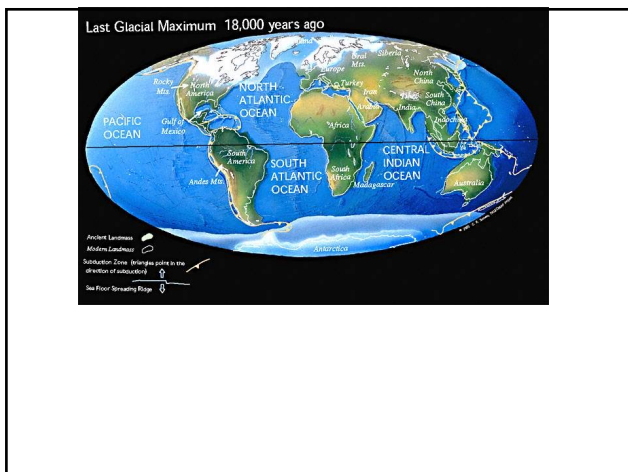 Last Glacial Maximum 18,000 years ago
Siberia
Ural
Mts.
Europe
Rocky
Mts.
North
America
NORTH
ATLANTIC
OCEAN
Turkey
Iran
Arabia
North
China
South
China
India
Indochina
PACIFIC
OCEAN
Gulf of
Mexico
Africa
South
America
SOUTH
ATLANTIC
OCEAN
CENTRAL
INDIAN
OCEAN
South
Africa
Madagascar
Andes Mts.
Australia
Antarctica
Ancient Landmass
Modern Landmass
Subduction Zone (triangles point in the
direction of subduction)
Sea Floor Spreading Ridge